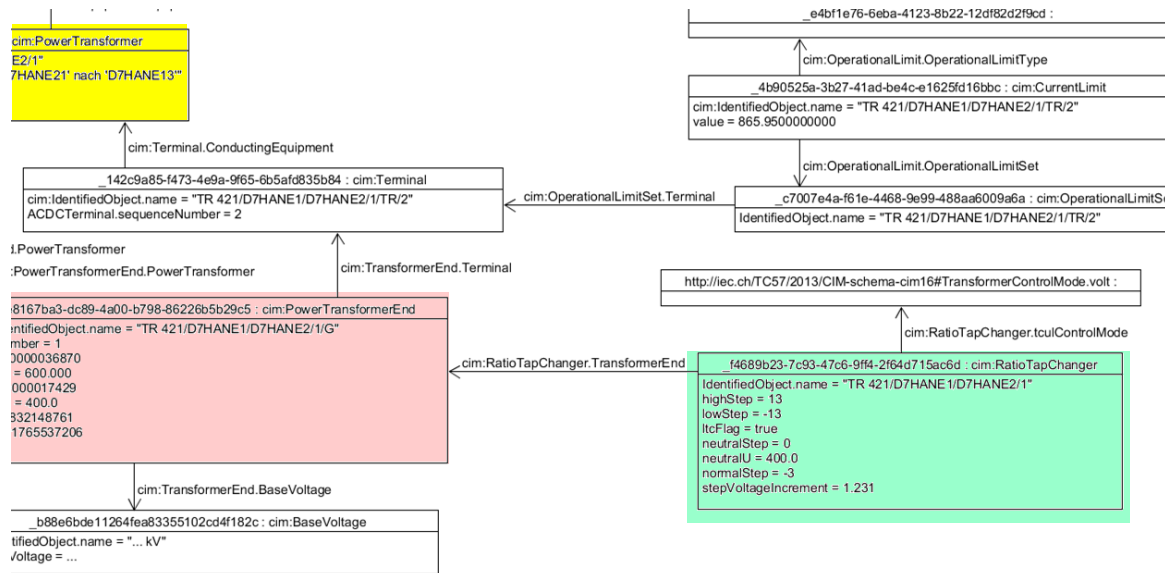 _e4bf1e76-6eba-4123-8b22-12df82d2f9cd :
cim:PowerTransformer
E2/1"
7HANE21' nach 'D7HANE13'"
cim:OperationalLimit.OperationalLimitType
_4b90525a-3b27-41ad-be4c-e1625fd16bbc : cim:CurrentLimit
cim:IdentifiedObject.name = "TR 421/D7HANE1/D7HANE2/1/TR/2"
value = 865.9500000000
cim:Terminal.ConductingEquipment
cim:OperationalLimit.OperationalLimitSet
_142c9a85-f473-4e9a-9f65-6b5afd835b84 : cim:Terminal
cim:IdentifiedObject.name = "TR 421/D7HANE1/D7HANE2/1/TR/2"
ACDCTerminal.sequenceNumber = 2
cim:OperationalLimitSet.Terminal
_c7007e4a-f61e-4468-9e99-488aa6009a6a : cim:OperationalLimitSe
IdentifiedObject.name = "TR 421/D7HANE1/D7HANE2/1/TR/2"
d.PowerTransformer
:PowerTransformerEnd.PowerTransformer
cim:TransformerEnd.Terminal
http://iec.ch/TC57/2013/CIM-schema-cim16#TransformerControlMode.volt :
e8167ba3-dc89-4a00-b798-86226b5b29c5 : cim:PowerTransformerEnd
entifiedObject.name = "TR 421/D7HANE1/D7HANE2/1/G"
umber = 1
0000036870
= 600.000
000017429
= 400.0
832148761
1765537206
cim:RatioTapChanger.tculControlMode
cim:RatioTapChanger.TransformerEnd
_f4689b23-7c93-47c6-9ff4-2f64d715ac6d : cim:RatioTapChanger
IdentifiedObject.name = "TR 421/D7HANE1/D7HANE2/1"
highStep = 13
lowStep = -13
ltcFlag = true
neutralStep = 0
neutralU = 400.0
normalStep = -3
stepVoltageIncrement = 1.231
cim:TransformerEnd.BaseVoltage
_b88e6bde11264fea83355102cd4f182c : cim:BaseVoltage
tifiedObject.name = "... kV"
Voltage = ...